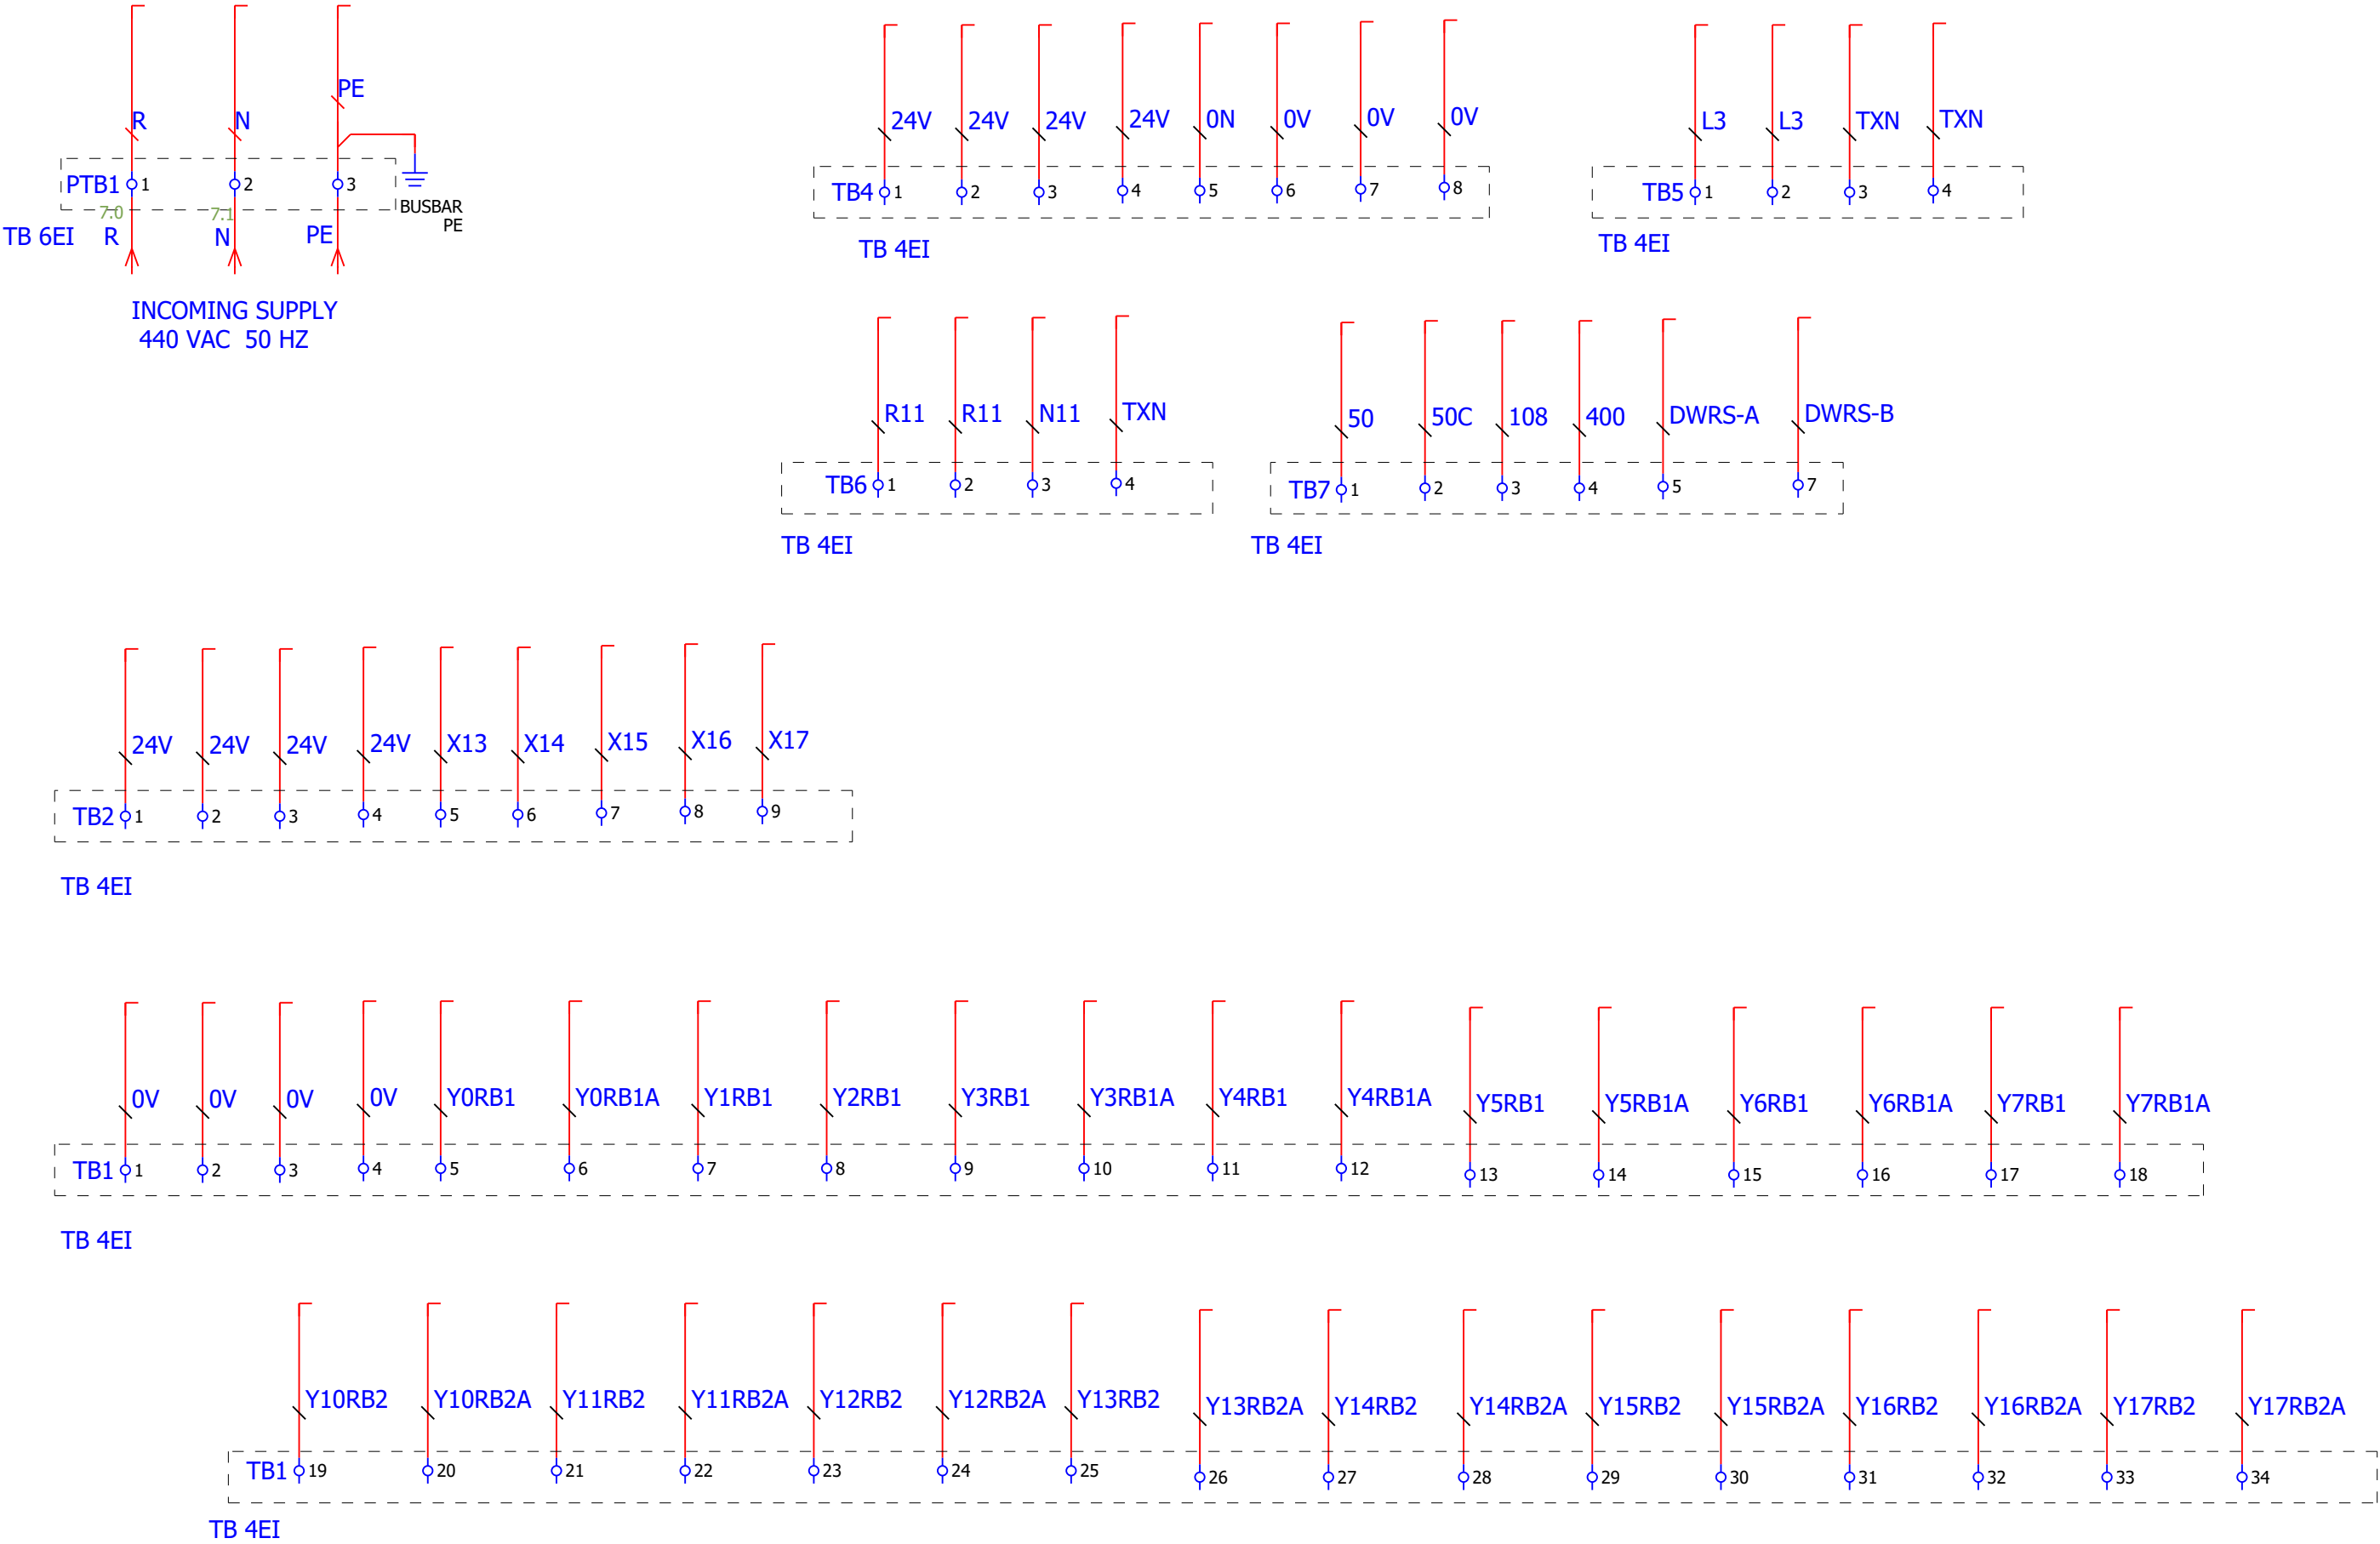 PE
R N
PTB1 1 2 3
7.0 7.1
BUSBAR
PE
TB 6EI R N PE
INCOMING SUPPLY
440 VAC 50 HZ
24V 24V 24V 24V 0N 0V 0V 0V
TB4 1 2 3 4 5 6 7 8
TB 4EI
L3 L3 TXN TXN
TB5 1 2 3 4
TB 4EI
R11 R11 N11 TXN
TB6 1 2 3 4
TB 4EI
50 50C 108 400 DWRS-A DWRS-B
TB7 1 2 3 4 5 7
TB 4EI
24V 24V 24V 24V X13 X14 X15 X16 X17
TB2 1 2 3 4 5 6 7 8 9
TB 4EI
0V 0V 0V 0V Y0RB1 Y0RB1A Y1RB1 Y2RB1 Y3RB1 Y3RB1A Y4RB1 Y4RB1A Y5RB1 Y5RB1A Y6RB1 Y6RB1A Y7RB1 Y7RB1A
TB1 1 2 3 4 5 6 7 8 9 10 11 12 13 14 15 16 17 18
TB 4EI
Y10RB2 Y10RB2A Y11RB2 Y11RB2A Y12RB2 Y12RB2A Y13RB2 Y13RB2A Y14RB2 Y14RB2A Y15RB2 Y15RB2A Y16RB2 Y16RB2A Y17RB2 Y17RB2A
TB1 19 20 21 22 23 24 25 26 27 28 29 30 31 32 33 34
TB 4EI